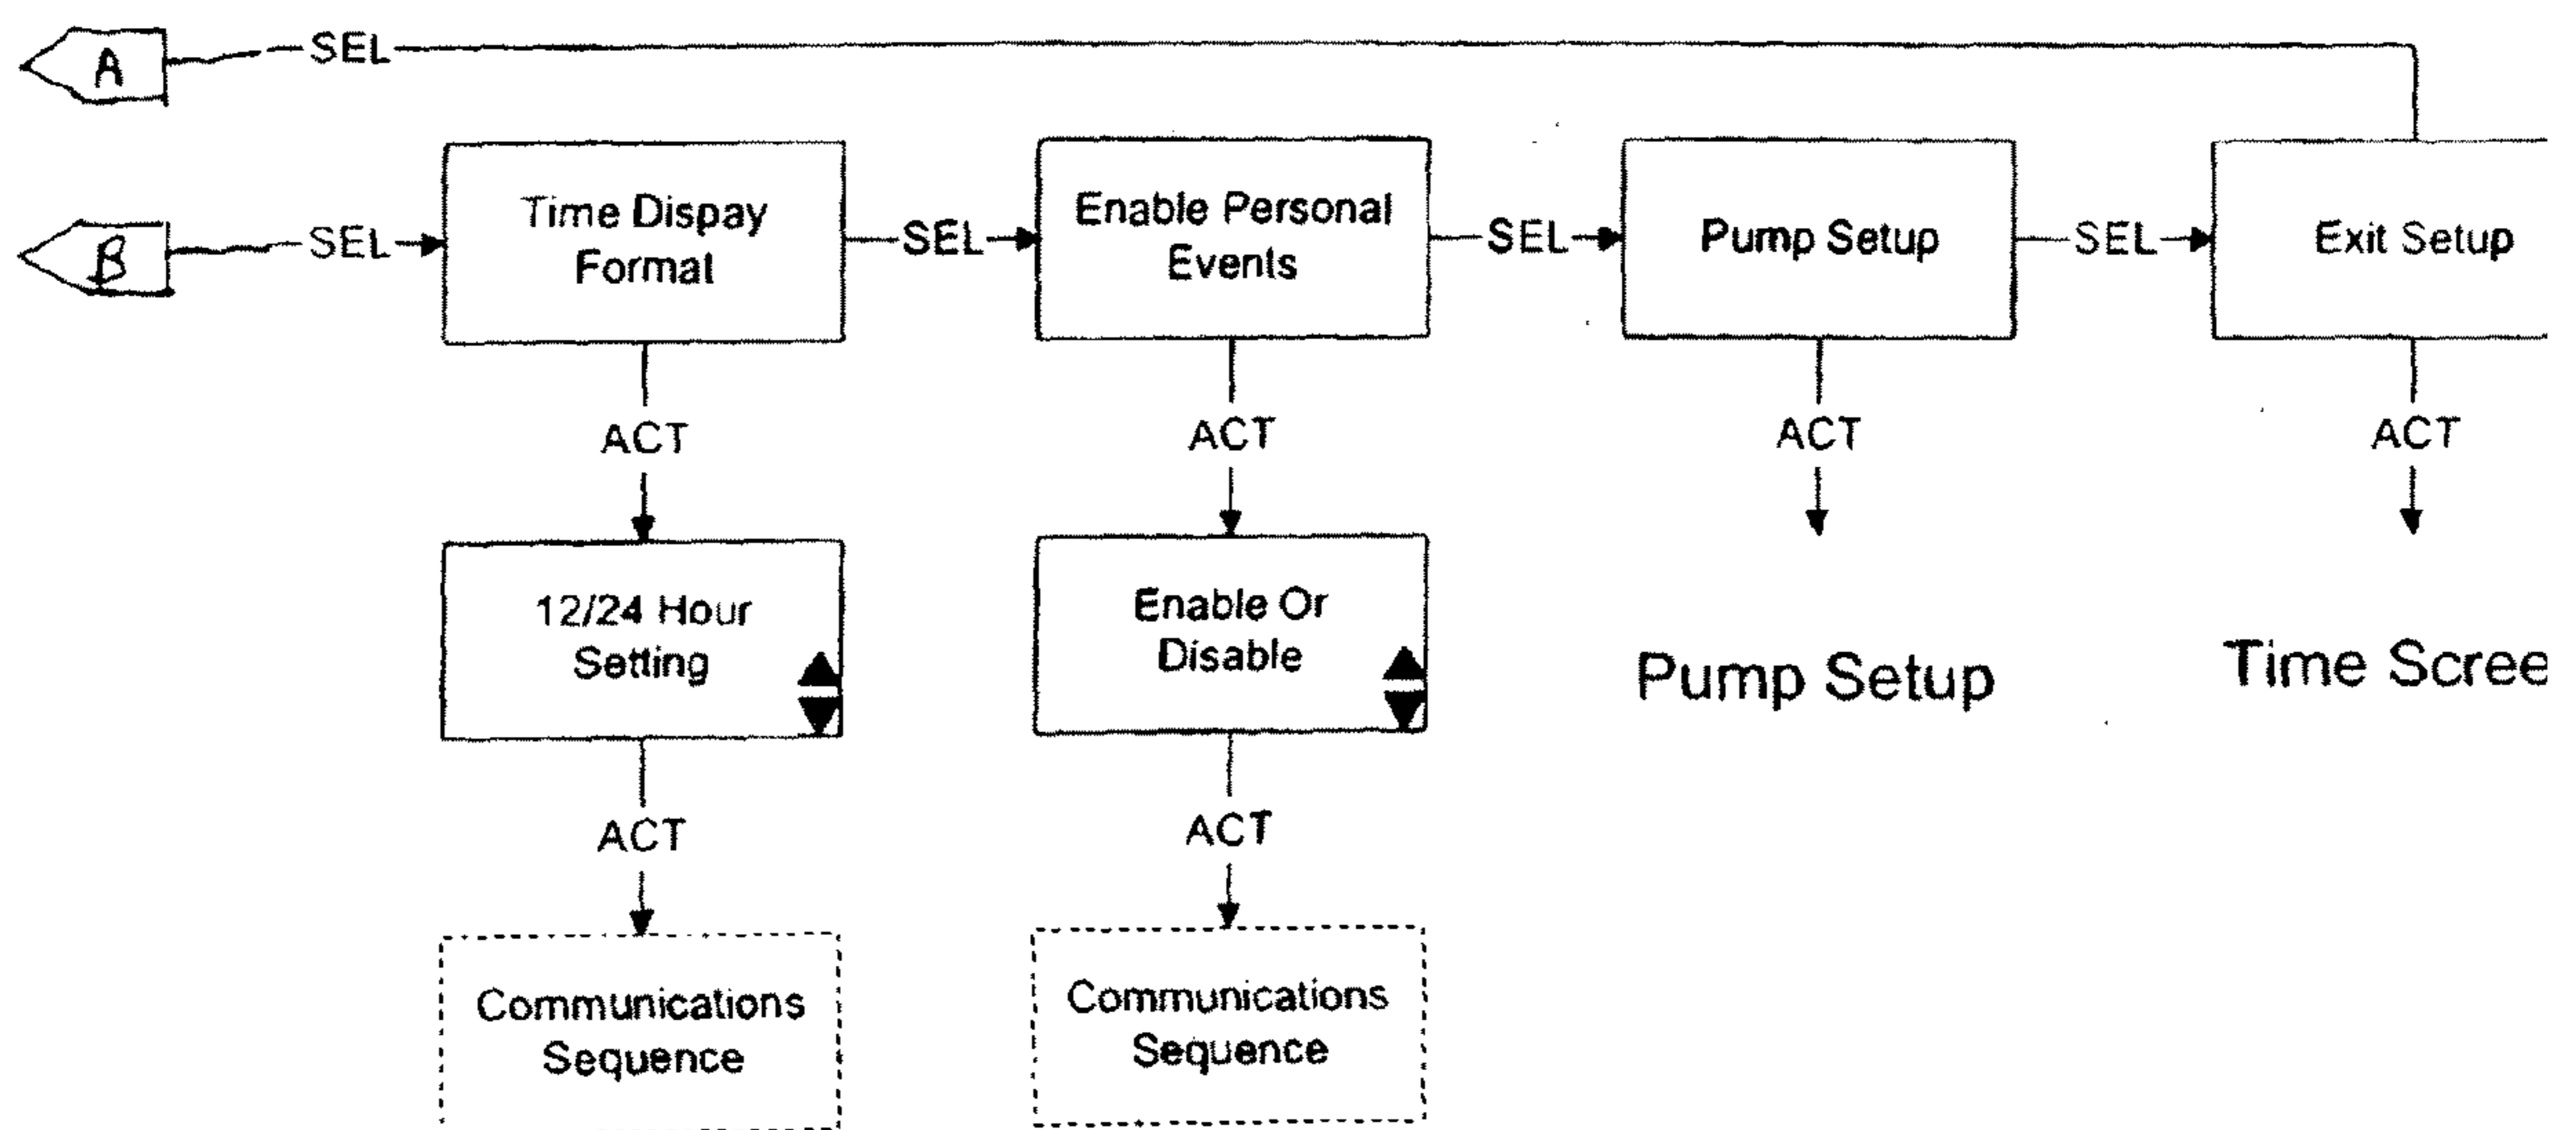 A
SEL
B
SEL
Time Dispay
Format
SEL
Enable Personal
Events
SEL
Pump Setup
SEL
Exit Setup
ACT
ACT
ACT
ACT
12/24 Hour
Setting
Enable Or
Disable
Pump Setup
Time Scree
ACT
ACT
Communications
Sequence
Communications
Sequence